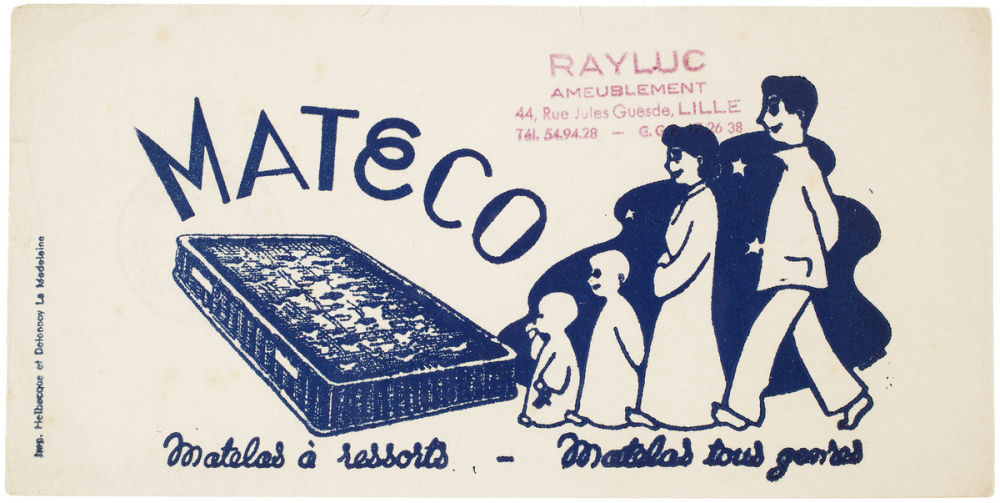 RAYLUC
AMEUBLEMENT
44, Rue Jules Guesde, LILLE
Tél. 54.94.28 — C.C. 26 38
MATECO
Matelas à ressorts - Matelas tous genres
Imp. Helbecque et Delannoy La Madeleine